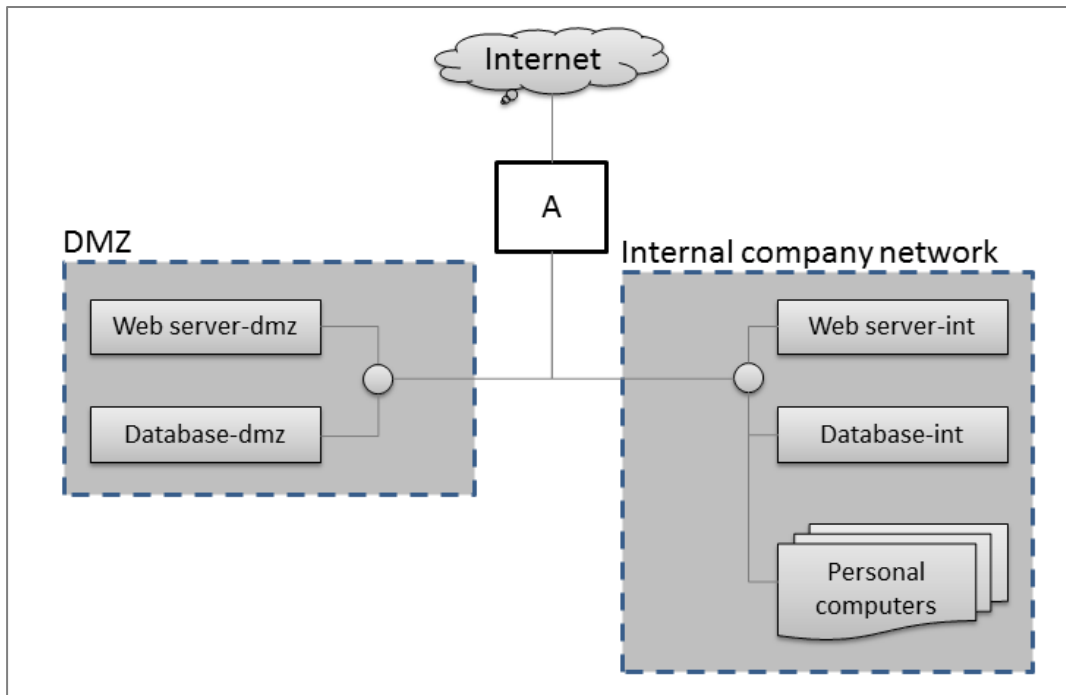 Internet
A
DMZ
Internal company network
Web server-dmz
Database-dmz
Web server-int
Database-int
Personal
computers